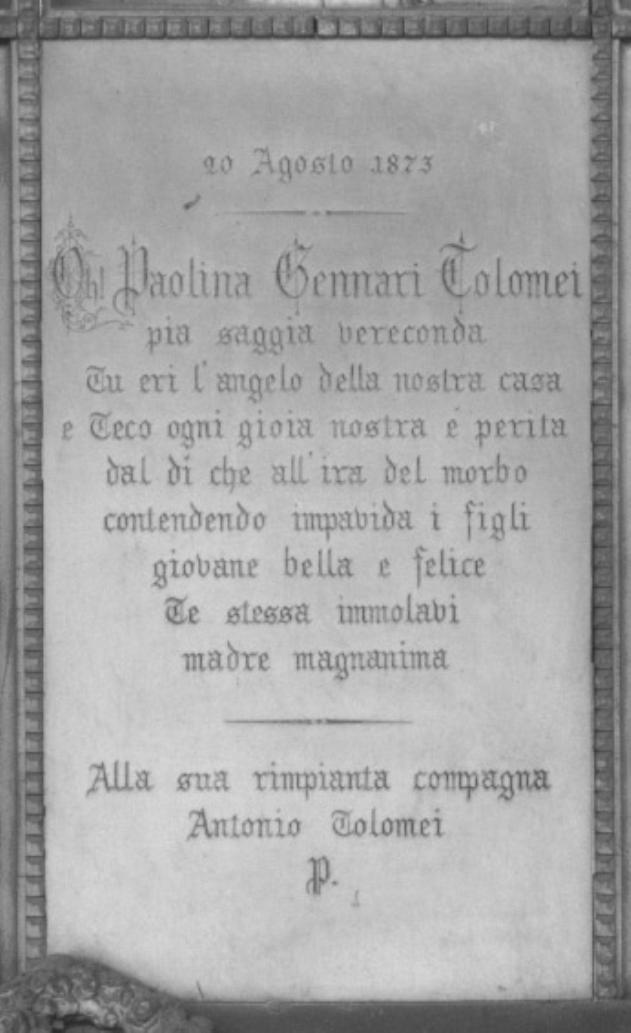 20 Agosto 1873
Oh! Paolina Gennari Tolomei
pia saggia vereconda
Tu eri l'angelo della nostra casa
e Teco ogni gioia nostra é perita
dal dí che all'ira del morbo
contendendo impavida i figli
giovane bella e felice
Te stessa immolavi
madre magnanima
Alla sua rimpianta compagna
Antonio Tolomei
P.